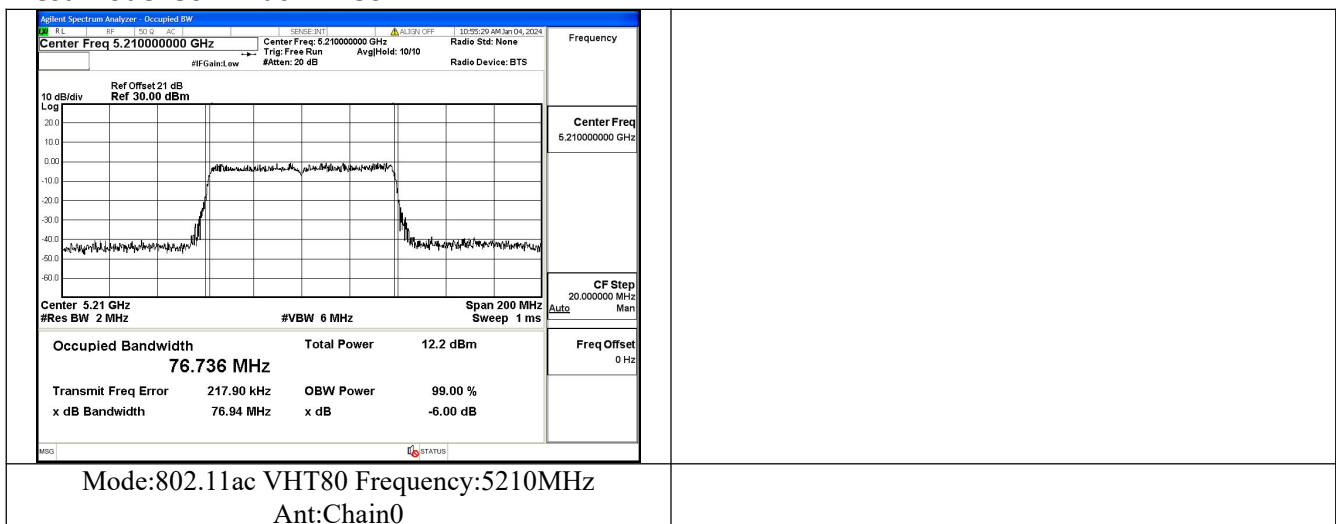 Agilent Spectrum Analyzer - Occupied BW
RL RF 50 Ω AC SENSE:INT ALIGN OFF 10:55:29 AM Jan 04, 2024
Center Freq 5.210000000 GHz Center Freq: 5.210000000 GHz Radio Std: None Frequency
Trig: Free Run Avg|Hold: 10/10
#IFGain:Low #Atten: 20 dB Radio Device: BTS
Ref Offset 21 dB
10 dB/div Ref 30.00 dBm
Log
20.0
10.0
0.00
-10.0
-20.0
-30.0
-40.0
-50.0
-60.0
Center Freq
5.210000000 GHz
CF Step
20.000000 MHz
Auto Man
Center 5.21 GHz Span 200 MHz
#Res BW 2 MHz #VBW 6 MHz Sweep 1 ms
Occupied Bandwidth Total Power 12.2 dBm
76.736 MHz
Freq Offset
0 Hz
Transmit Freq Error 217.90 kHz OBW Power 99.00 %
x dB Bandwidth 76.94 MHz x dB -6.00 dB
MSG STATUS
Mode:802.11ac VHT80 Frequency:5210MHz
Ant:Chain0